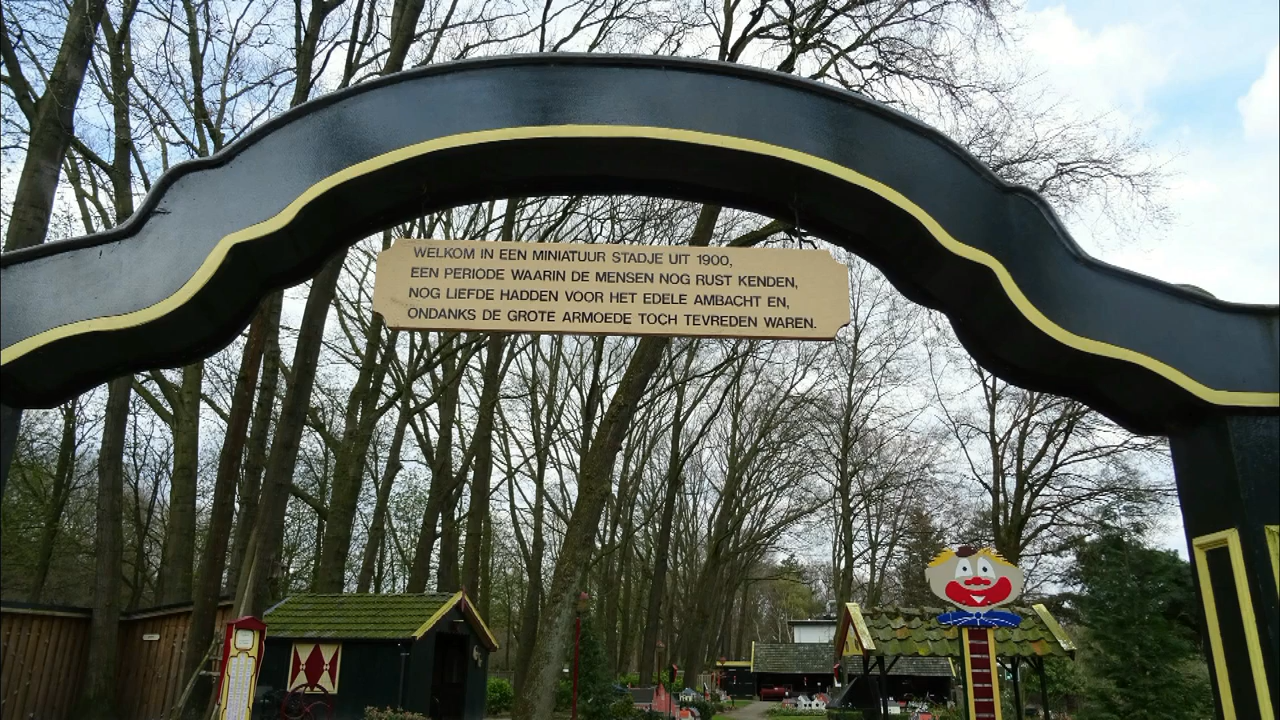 WELKOM IN EEN MINIATUUR STADJE UIT 1900,
EEN PERIODE WAARIN DE MENSEN NOG RUST KENDEN,
NOG LIEFDE HADDEN VOOR HET EDELE AMBACHT EN,
ONDANKS DE GROTE ARMOEDE TOCH TEVREDEN WAREN.